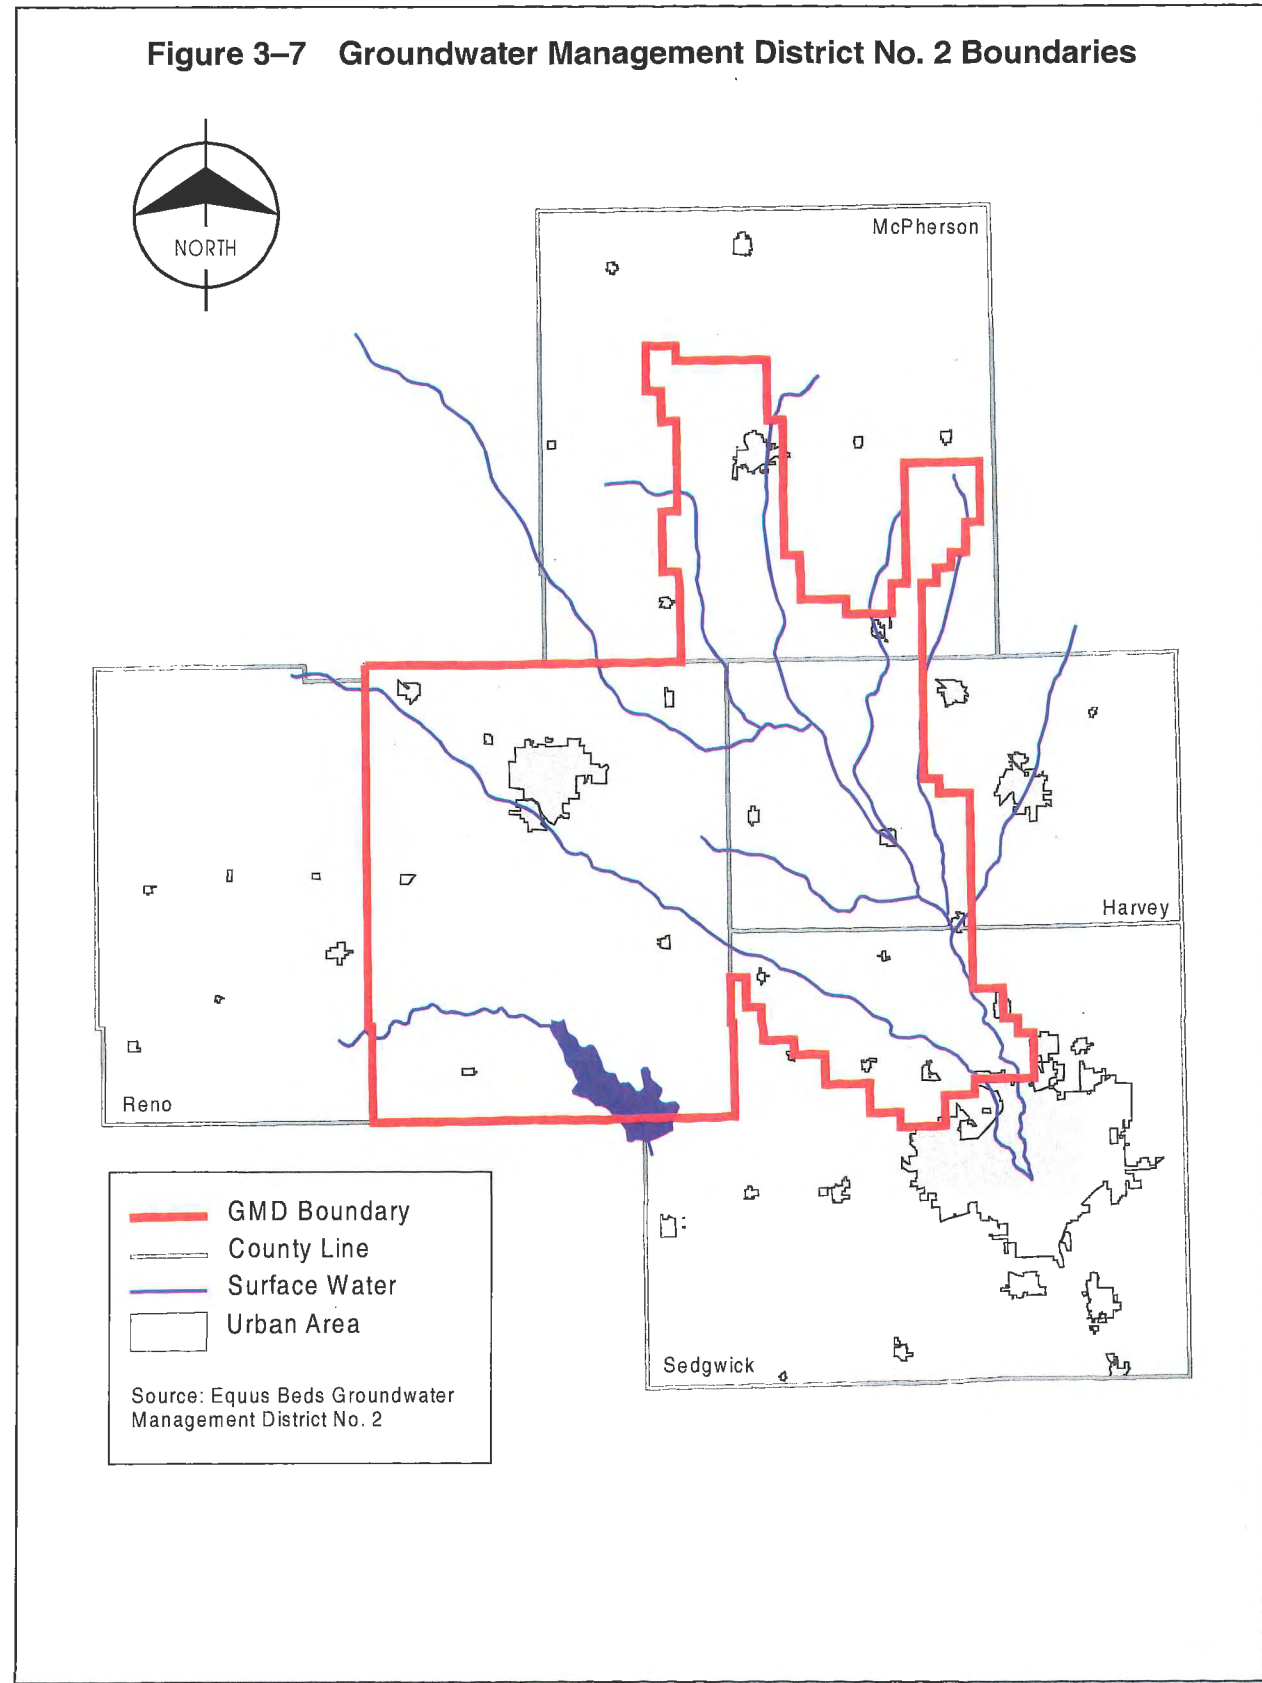 Figure 3–7 Groundwater Management District No. 2 Boundaries
NORTH
McPherson
Harvey
Reno
Sedgwick
GMD Boundary
County Line
Surface Water
Urban Area
Source: Equus Beds Groundwater
Management District No. 2